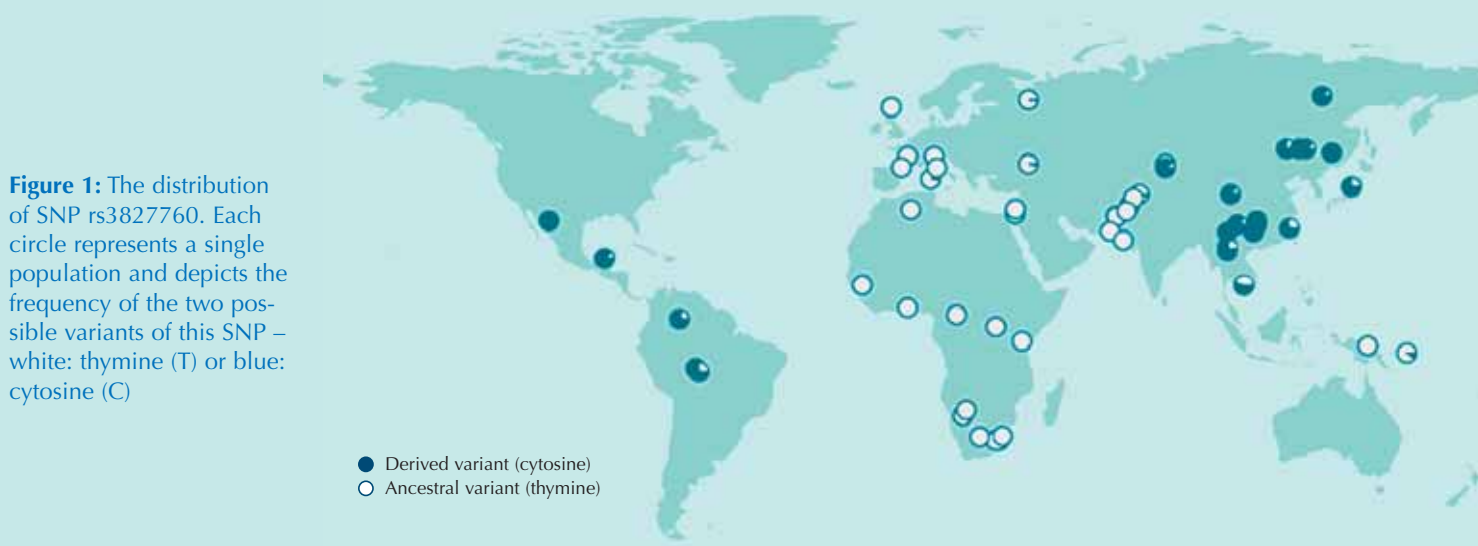 Figure 1: The distribution
of SNP rs3827760. Each
circle represents a single
population and depicts the
frequency of the two pos-
sible variants of this SNP –
white: thymine (T) or blue:
cytosine (C)
Derived variant (cytosine)
Ancestral variant (thymine)